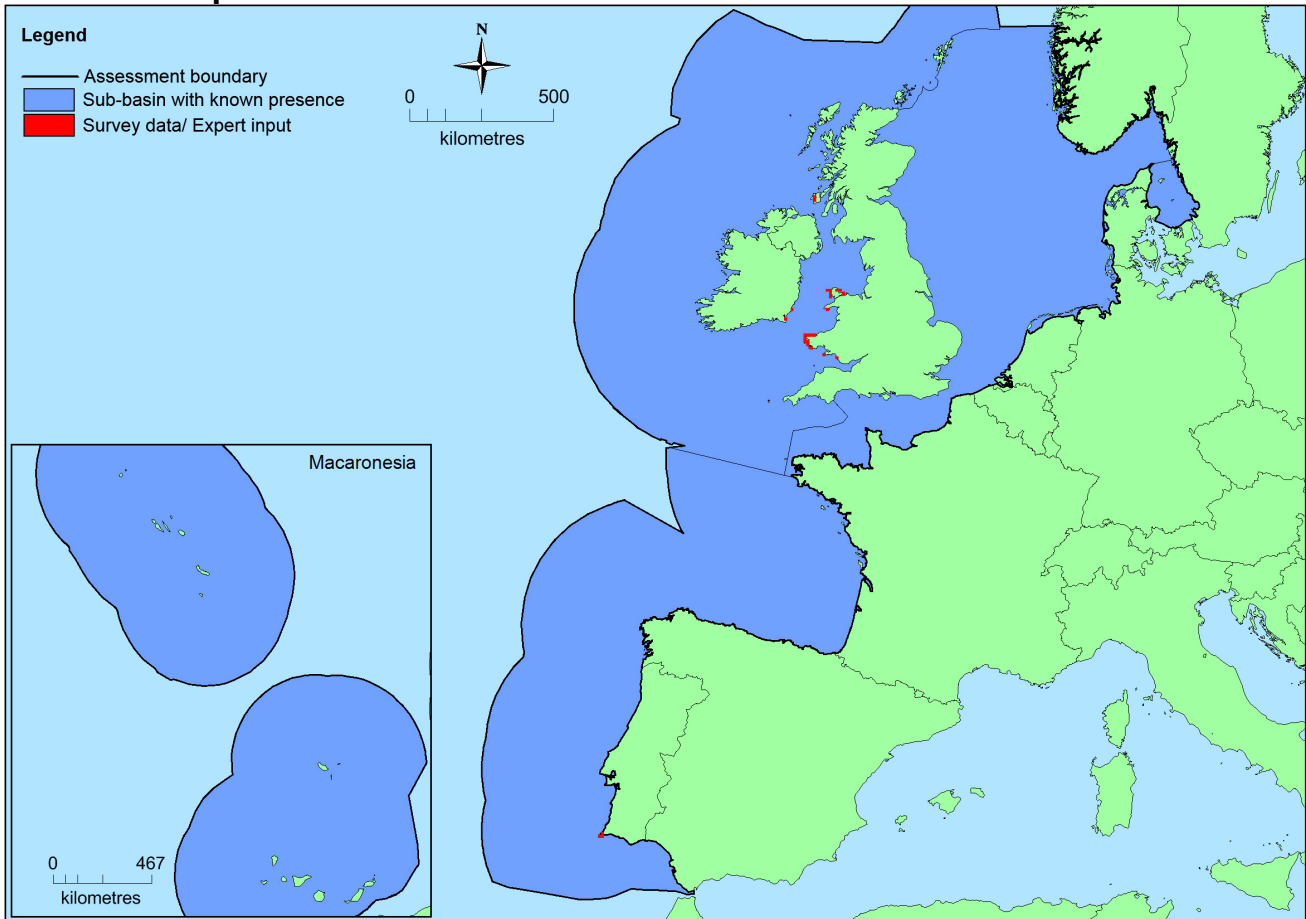 Legend
Assessment boundary
Sub-basin with known presence
Survey data/ Expert input
N
0 500
kilometres
Macaronesia
0 467
kilometres